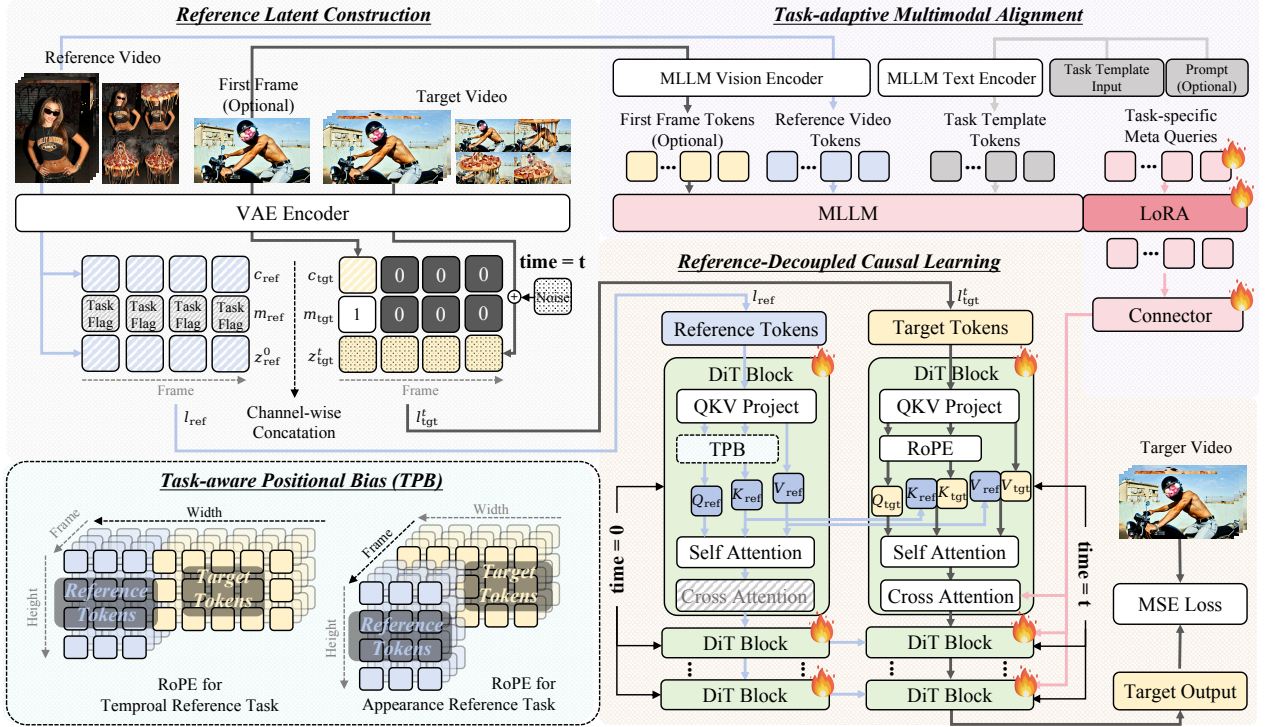 Reference Latent Construction
Reference Video
First Frame
(Optional)
Target Video
VAE Encoder
c_ref
Task Flag
Task Flag
Task Flag
Task Flag
m_ref
z^0_ref
Frame
c_tgt
0
0
0
m_tgt
1
0
0
0
z^t_tgt
Frame
time = t
+
Noise
l_ref
Channel-wise
Concatation
l^t_tgt
Task-adaptive Multimodal Alignment
MLLM Vision Encoder
MLLM Text Encoder
Task Template
Input
Prompt
(Optional)
First Frame Tokens
(Optional)
Reference Video
Tokens
Task Template
Tokens
Task-specific
Meta Queries
MLLM
LoRA
Connector
Reference-Decoupled Causal Learning
l_ref
l^t_tgt
Reference Tokens
Target Tokens
DiT Block
DiT Block
QKV Project
QKV Project
TPB
RoPE
Q_ref
K_ref
V_ref
Q_tgt
K_ref
K_tgt
V_ref
V_tgt
Self Attention
Self Attention
Cross Attention
Cross Attention
DiT Block
DiT Block
DiT Block
DiT Block
time = 0
time = t
Targer Video
MSE Loss
Target Output
Task-aware Positional Bias (TPB)
Frame
Width
Height
Reference
Tokens
Target
Tokens
RoPE for
Temproal Reference Task
Width
Frame
Height
Target
Tokens
Reference
Tokens
RoPE for
Appearance Reference Task